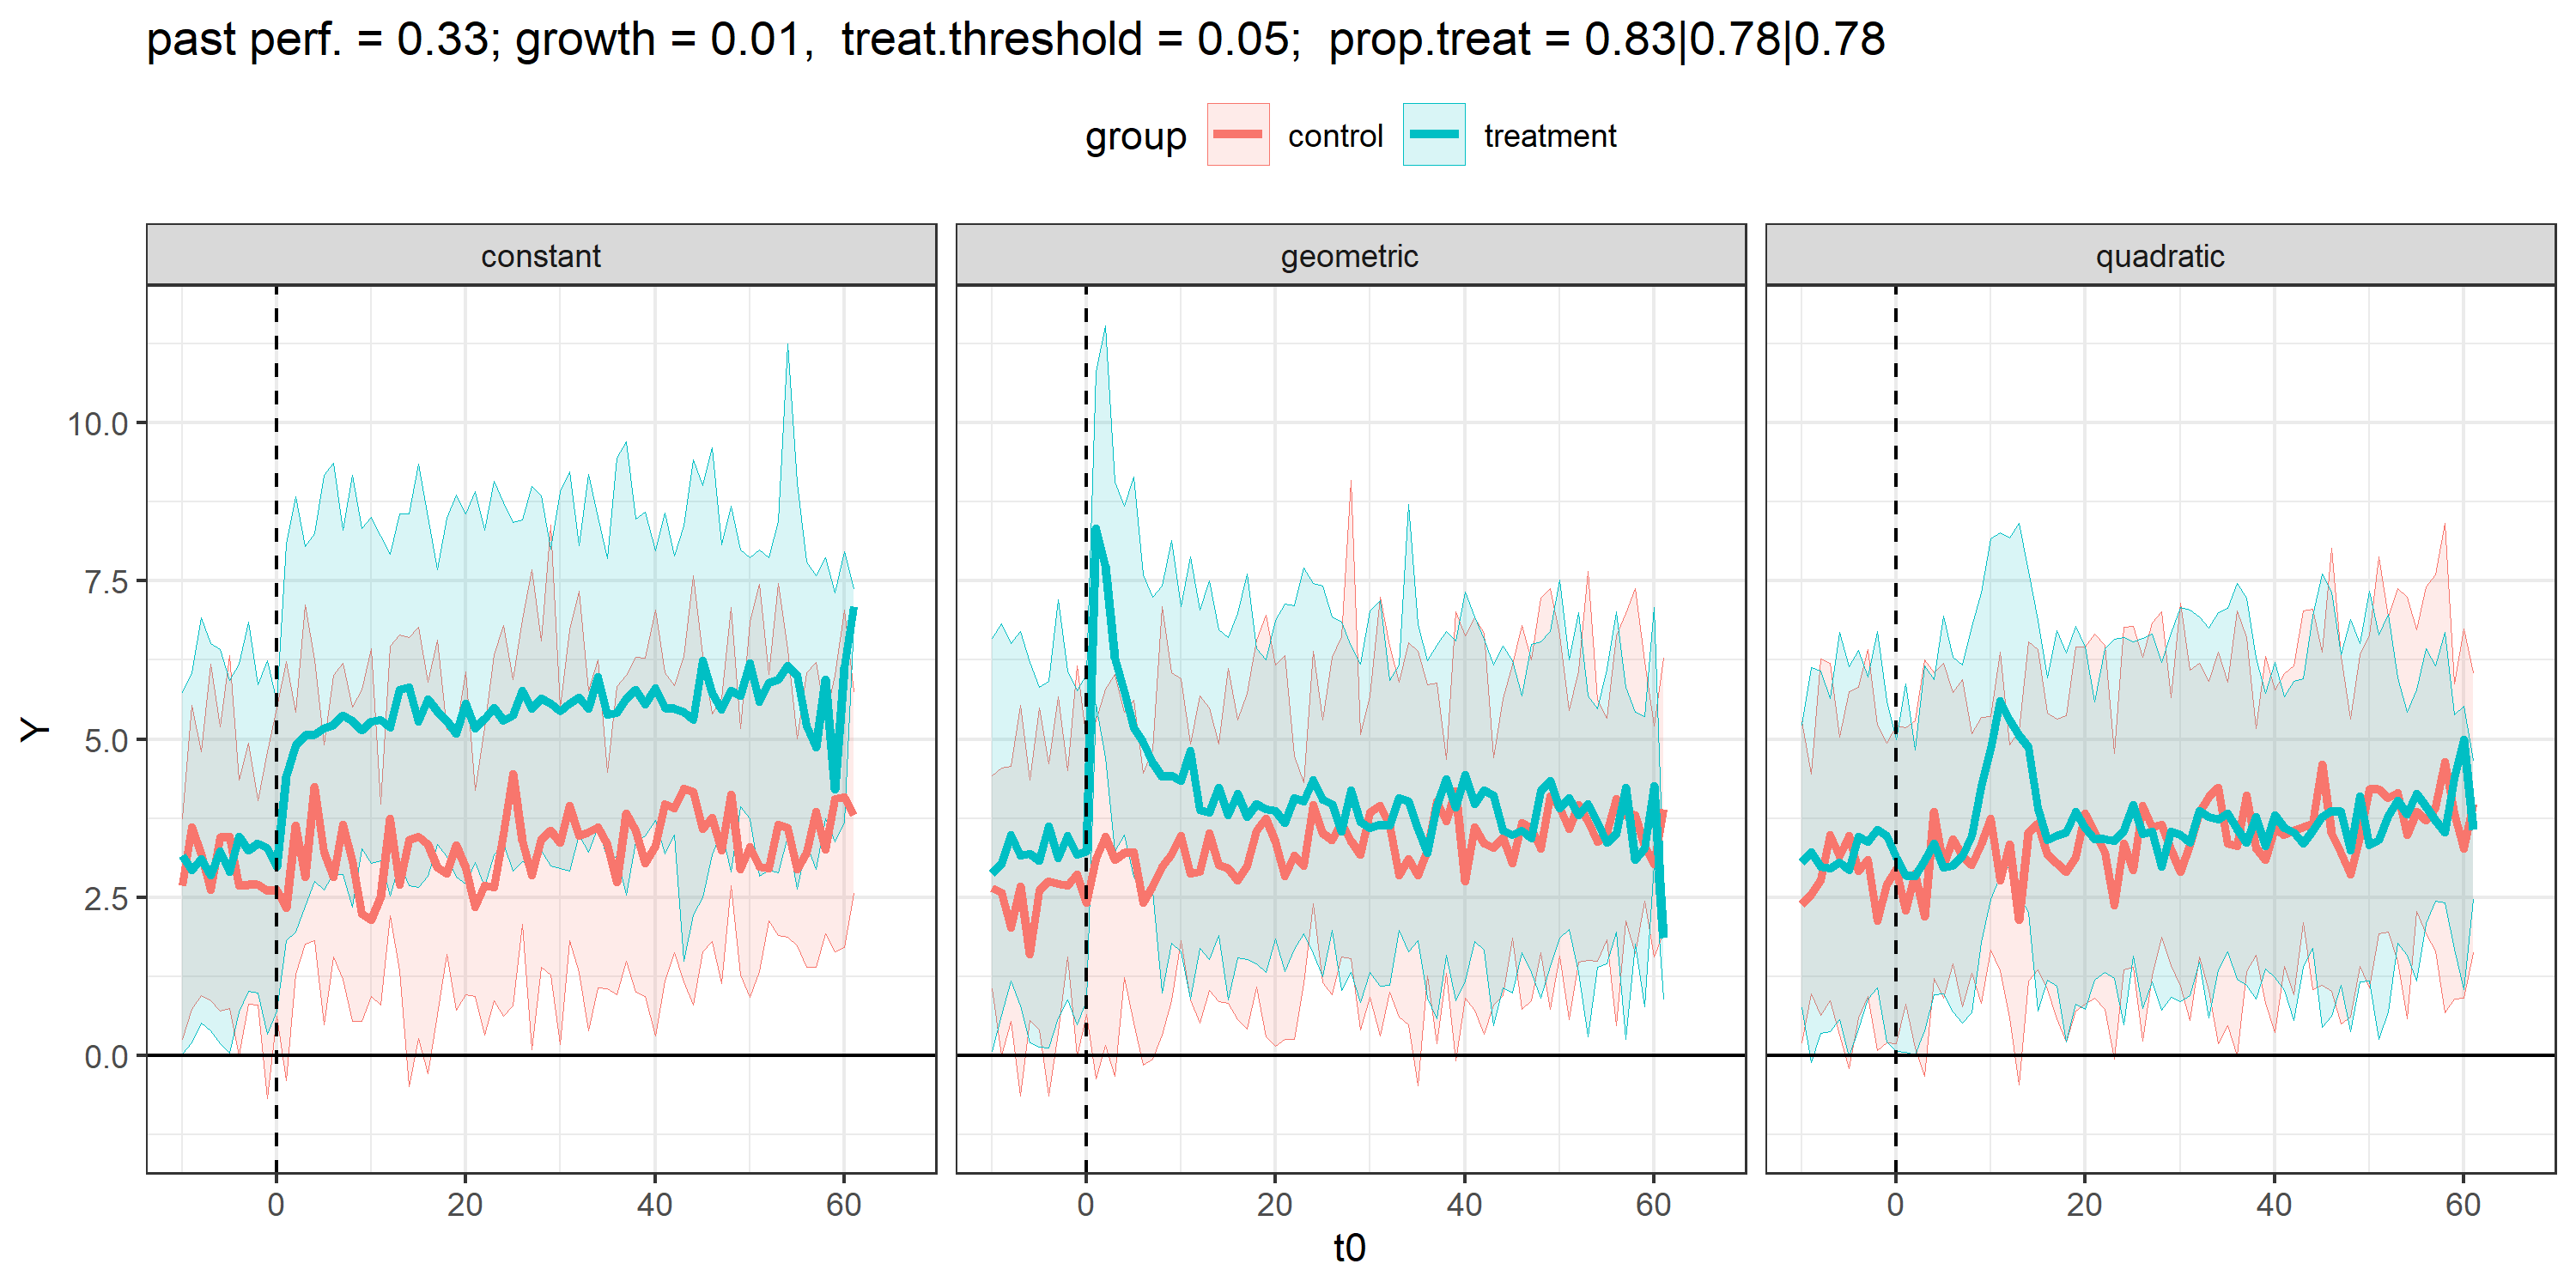 past perf. = 0.33; growth = 0.01,  treat.threshold = 0.05;  prop.treat = 0.83|0.78|0.78
group control treatment
constant geometric quadratic
Y
10.0
7.5
5.0
2.5
0.0
0 20 40 60 0 20 40 60 0 20 40 60
t0